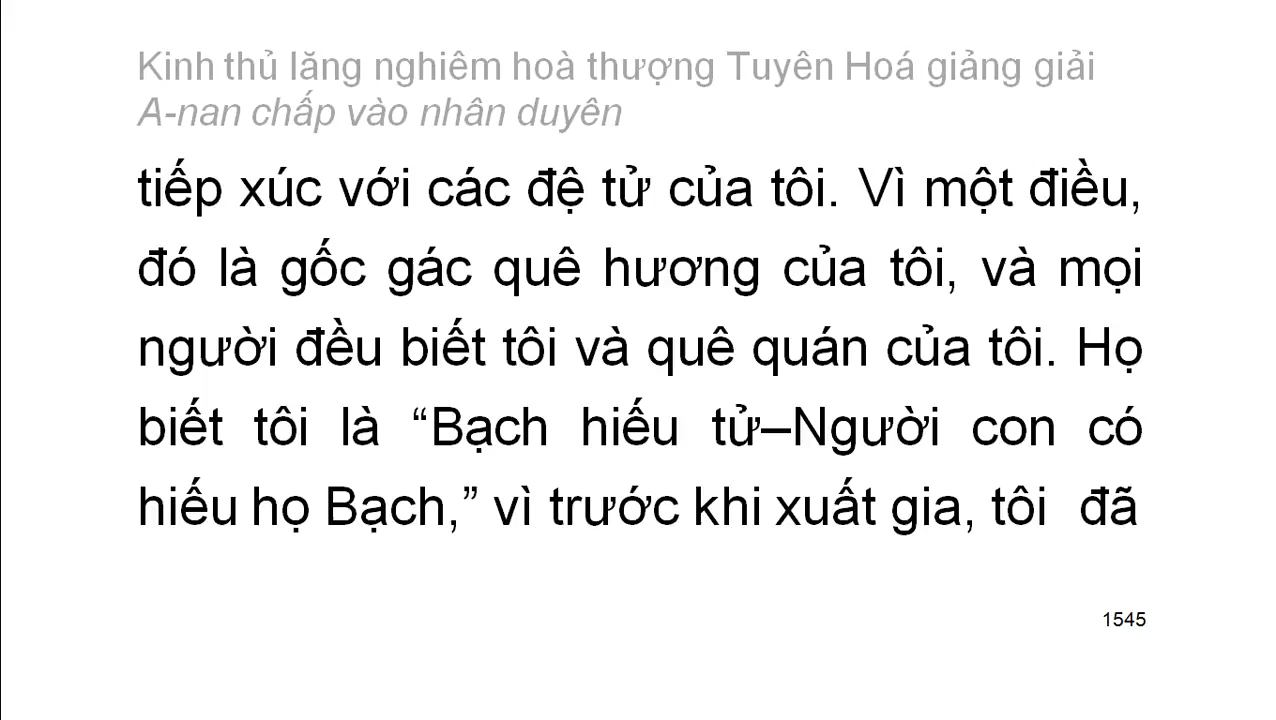 Kinh thủ lăng nghiêm hoà thượng Tuyên Hoá giảng giải
A-nan chấp vào nhân duyên
tiếp xúc với các đệ tử của tôi. Vì một điều,
đó là gốc gác quê hương của tôi, và mọi
người đều biết tôi và quê quán của tôi. Họ
biết tôi là “Bạch hiếu tử–Người con có
hiếu họ Bạch,” vì trước khi xuất gia, tôi đã
1545